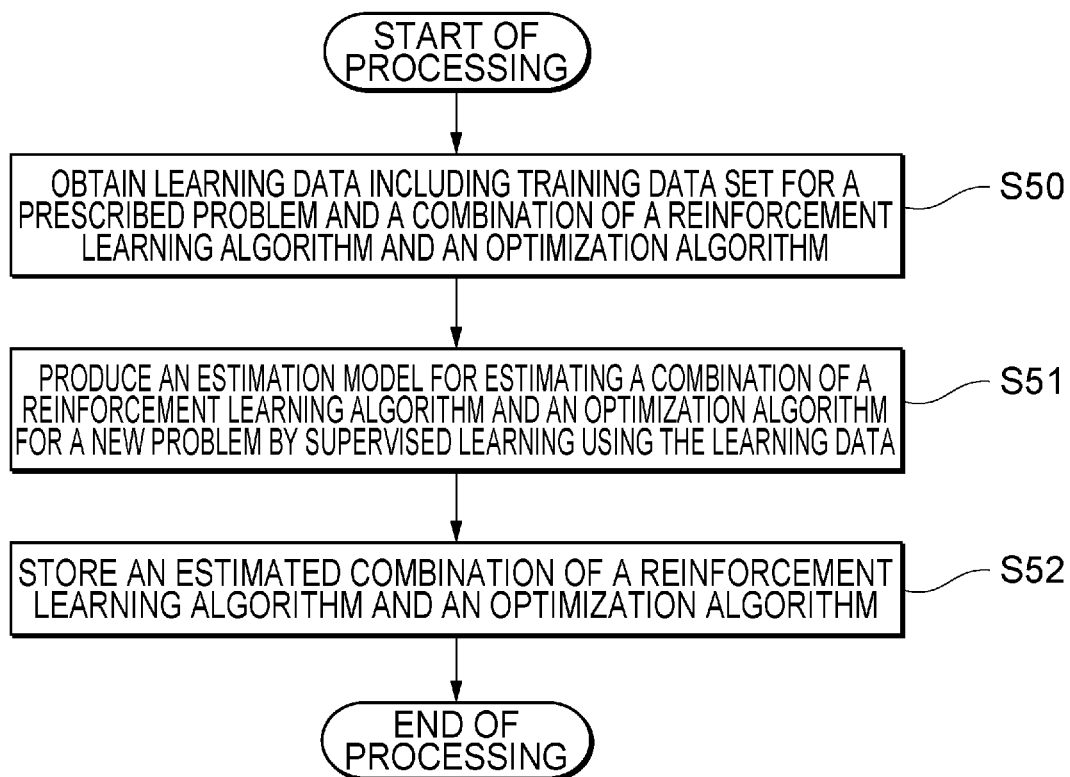 START OF
PROCESSING
OBTAIN LEARNING DATA INCLUDING TRAINING DATA SET FOR A
PRESCRIBED PROBLEM AND A COMBINATION OF A REINFORCEMENT
LEARNING ALGORITHM AND AN OPTIMIZATION ALGORITHM
S50
PRODUCE AN ESTIMATION MODEL FOR ESTIMATING A COMBINATION OF A
REINFORCEMENT LEARNING ALGORITHM AND AN OPTIMIZATION ALGORITHM
FOR A NEW PROBLEM BY SUPERVISED LEARNING USING THE LEARNING DATA
S51
STORE AN ESTIMATED COMBINATION OF A REINFORCEMENT
LEARNING ALGORITHM AND AN OPTIMIZATION ALGORITHM
S52
END OF
PROCESSING